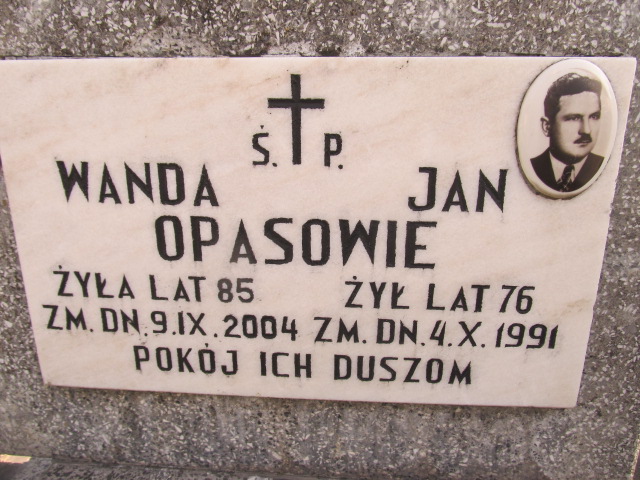 Ś. P.
WANDA JAN
OPASOWIE
ŻYŁA LAT 85 ŻYŁ LAT 76
ZM. DN. 9.IX.2004 ZM. DN. 4.X.1991
POKÓJ ICH DUSZOM